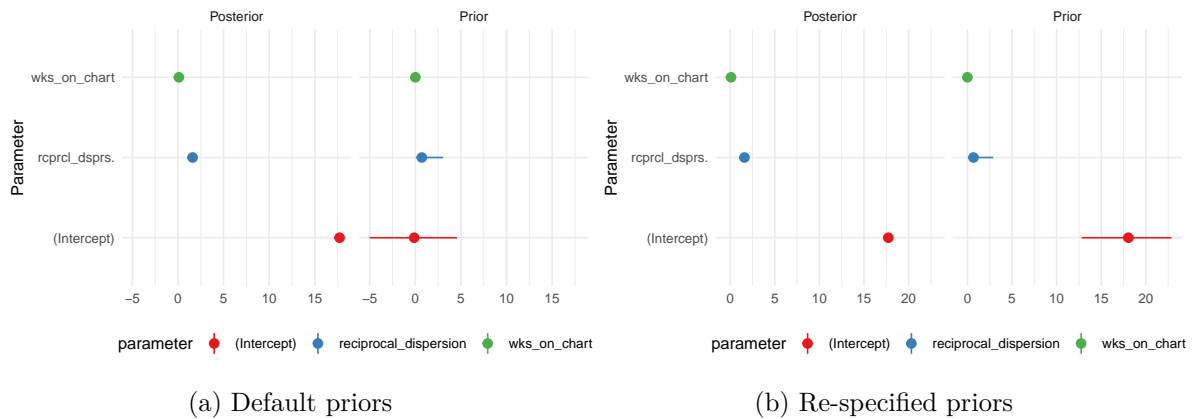 Posterior Prior Posterior Prior
wks_on_chart wks_on_chart
Parameter Parameter
rcprcl_dsprs. rcprcl_dsprs.
(Intercept) (Intercept)
−5 0 5 10 15 −5 0 5 10 15 0 5 10 15 20 0 5 10 15 20
parameter (Intercept) reciprocal_dispersion wks_on_chart parameter (Intercept) reciprocal_dispersion wks_on_chart
(a) Default priors (b) Re-specified priors